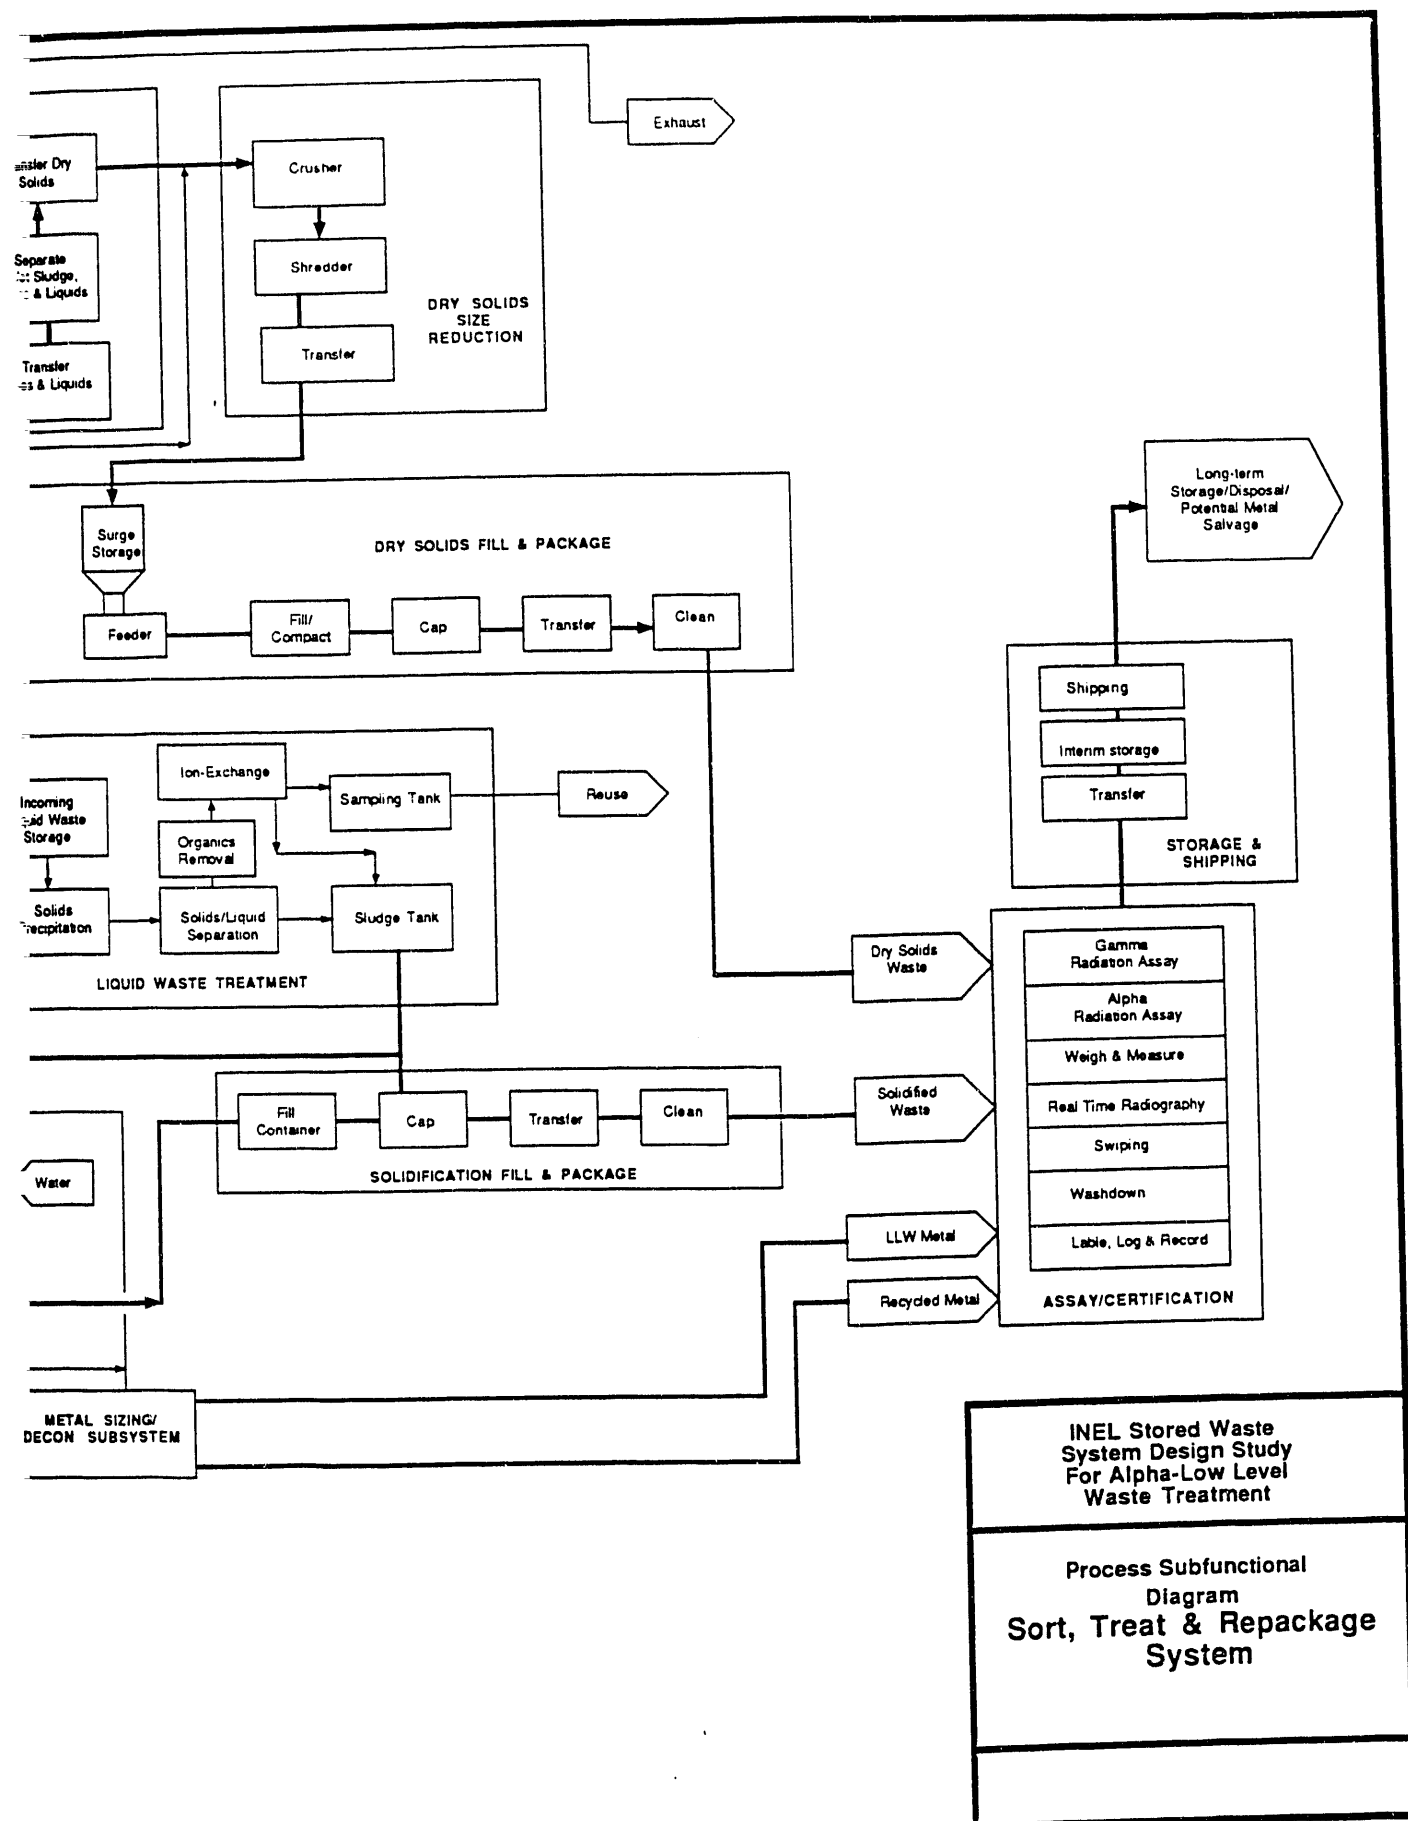 Exhaust
Dry
Solids
Separate
Sludge,
& Liquids
Transfer
& Liquids
Crusher
Shredder
Transfer
DRY SOLIDS
SIZE
REDUCTION
Long-term
Storage/Disposal/
Potential Metal
Salvage
Surge
Storage
Feeder
DRY SOLIDS FILL & PACKAGE
Fill/
Compact
Cap
Transfer
Clean
Shipping
Interim storage
Transfer
STORAGE &
SHIPPING
Incoming
Waste
Storage
Solids
Ion-Exchange
Organics
Removal
Solids/Liquid
Separation
Sampling Tank
Sludge Tank
Reuse
LIQUID WASTE TREATMENT
Dry Solids
Waste
Solidified
Waste
LLW Metal
Recycled Metal
Gamma
Radiation Assay
Alpha
Radiation Assay
Weigh & Measure
Real Time Radiography
Swiping
Washdown
Lable, Log & Record
ASSAY/CERTIFICATION
Fill
Container
Cap
Transfer
Clean
SOLIDIFICATION FILL & PACKAGE
Water
METAL SIZING/
DECON SUBSYSTEM
INEL Stored Waste
System Design Study
For Alpha-Low Level
Waste Treatment
Process Subfunctional
Diagram
Sort, Treat & Repackage
System